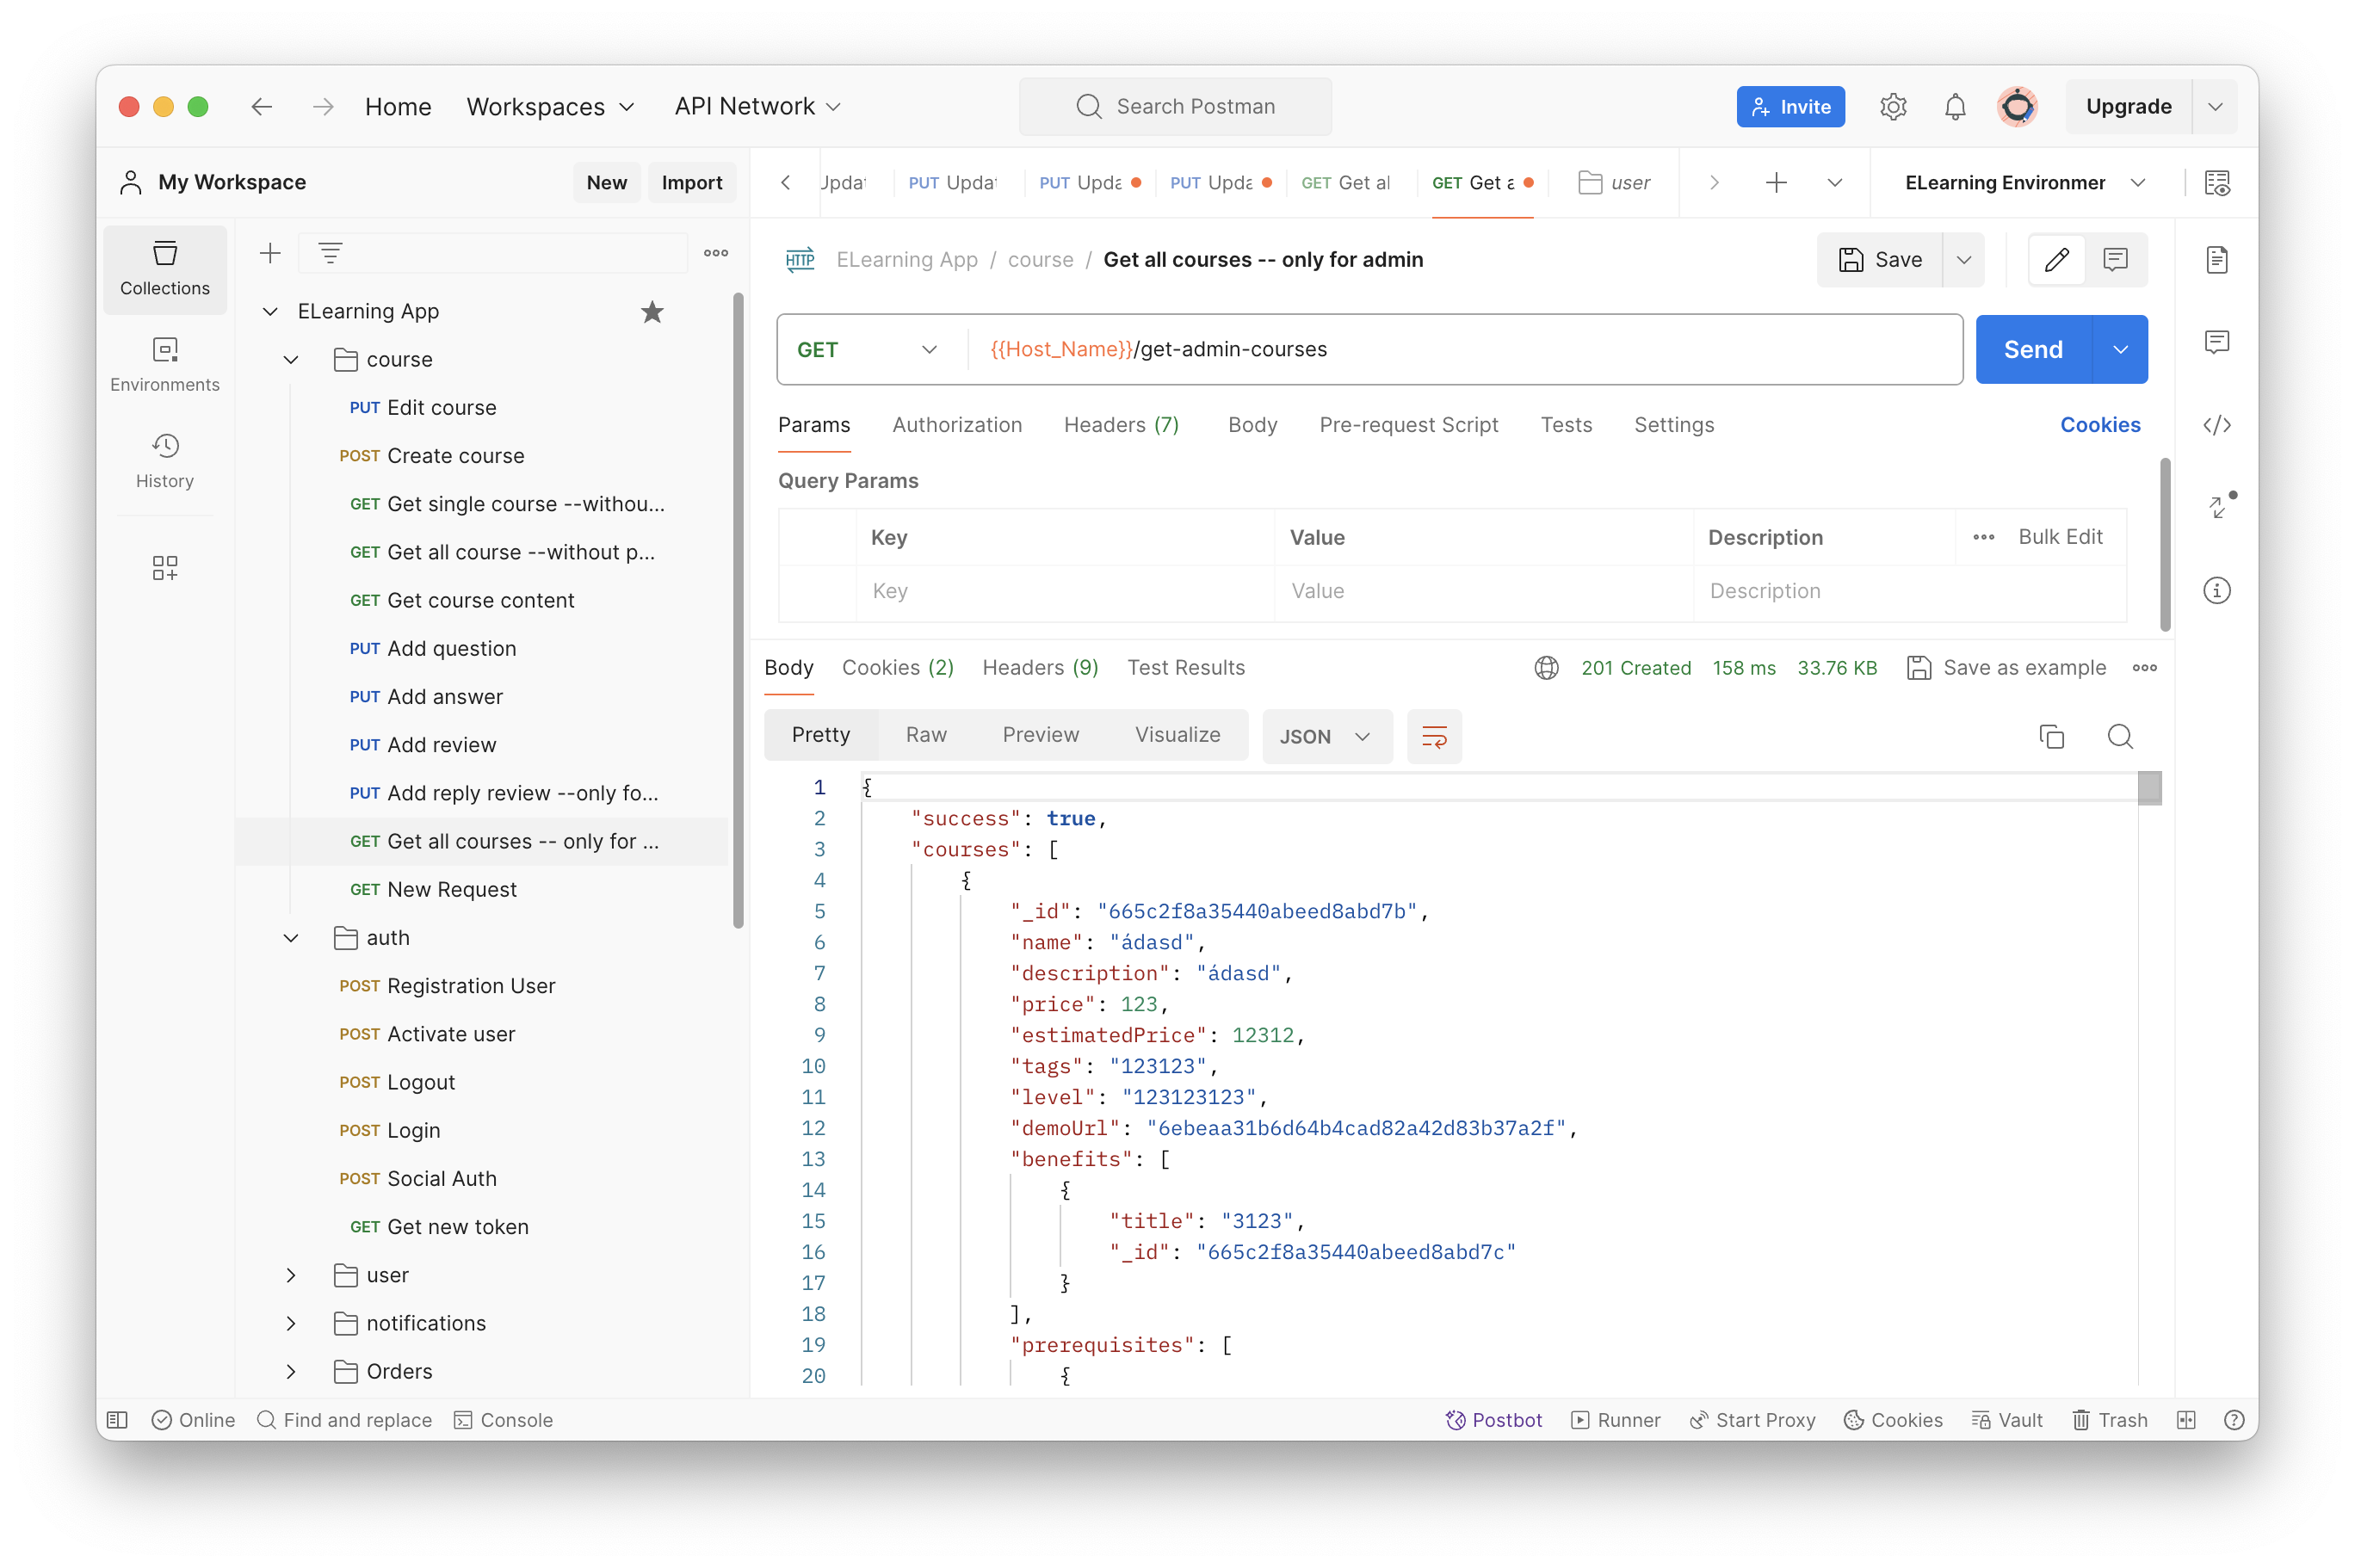 Home Workspaces API Network Search Postman Invite Upgrade
My Workspace New Import
Updat PUT Updat PUT Upda PUT Upda GET Get al GET Get a user ELearning Environmer
Collections
Environments
History
ELearning App
course
PUT Edit course
POST Create course
GET Get single course --withou...
GET Get all course --without p...
GET Get course content
PUT Add question
PUT Add answer
PUT Add review
PUT Add reply review --only fo...
GET Get all courses -- only for ...
GET New Request
auth
POST Registration User
POST Activate user
POST Logout
POST Login
POST Social Auth
GET Get new token
user
notifications
Orders
HTTP ELearning App / course / Get all courses -- only for admin Save
GET {{Host_Name}}/get-admin-courses Send
Params Authorization Headers (7) Body Pre-request Script Tests Settings Cookies
Query Params
Key Value Description Bulk Edit
Key Value Description
Body Cookies (2) Headers (9) Test Results 201 Created 158 ms 33.76 KB Save as example
Pretty Raw Preview Visualize JSON
1 {
2 "success": true,
3 "courses": [
4 {
5 "_id": "665c2f8a35440abeed8abd7b",
6 "name": "ádasd",
7 "description": "ádasd",
8 "price": 123,
9 "estimatedPrice": 12312,
10 "tags": "123123",
11 "level": "123123123",
12 "demoUrl": "6ebeaa31b6d64b4cad82a42d83b37a2f",
13 "benefits": [
14 {
15 "title": "3123",
16 "_id": "665c2f8a35440abeed8abd7c"
17 }
18 ],
19 "prerequisites": [
20 {
Online Find and replace Console Postbot Runner Start Proxy Cookies Vault Trash